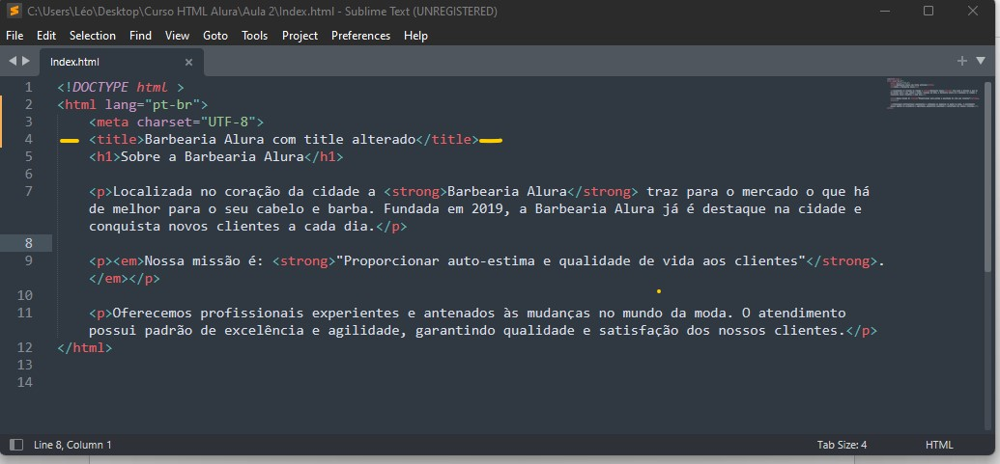 C:\Users\Léo\Desktop\Curso HTML Alura\Aula 2\Index.html - Sublime Text (UNREGISTERED)
File Edit Selection Find View Goto Tools Project Preferences Help
Index.html
1 <!DOCTYPE html >
2 <html lang="pt-br">
3 <meta charset="UTF-8">
4 <title>Barbearia Alura com title alterado</title>
5 <h1>Sobre a Barbearia Alura</h1>
6
7 <p>Localizada no coração da cidade a <strong>Barbearia Alura</strong> traz para o mercado o que há
de melhor para o seu cabelo e barba. Fundada em 2019, a Barbearia Alura já é destaque na cidade e
conquista novos clientes a cada dia.</p>
8
9 <p><em>Nossa missão é: <strong>"Proporcionar auto-estima e qualidade de vida aos clientes"</strong>.
</em></p>
10
11 <p>Oferecemos profissionais experientes e antenados às mudanças no mundo da moda. O atendimento
possui padrão de excelência e agilidade, garantindo qualidade e satisfação dos nossos clientes.</p>
12 </html>
13
14
Line 8, Column 1 Tab Size: 4 HTML